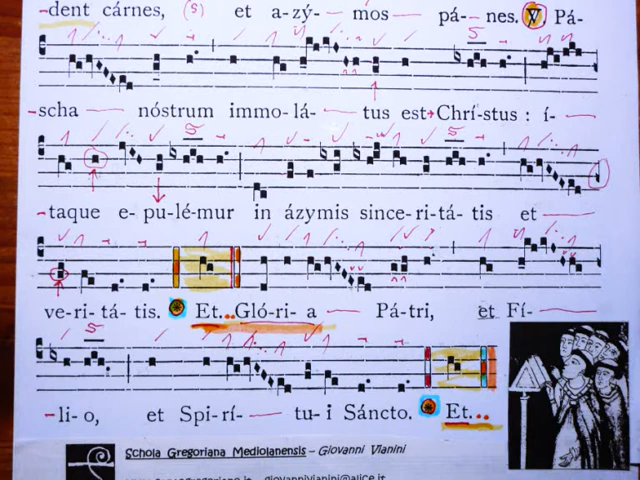 -dent cárnes, (s) et a-zý- mos pá- nes. ℣ Pá-
-scha nóstrum immo-lá- tus est Chrí-stus : í-
-taque e- pu-lé-mur in ázymis since-ri-tá- tis et
ve-ri- tá- tis. Et... Gló-ri- a Pátri, et Fí-
-li- o, et Spi-rí- tu- i Sáncto. Et...
Schola Gregoriana Mediolanensis - Giovanni Vianini